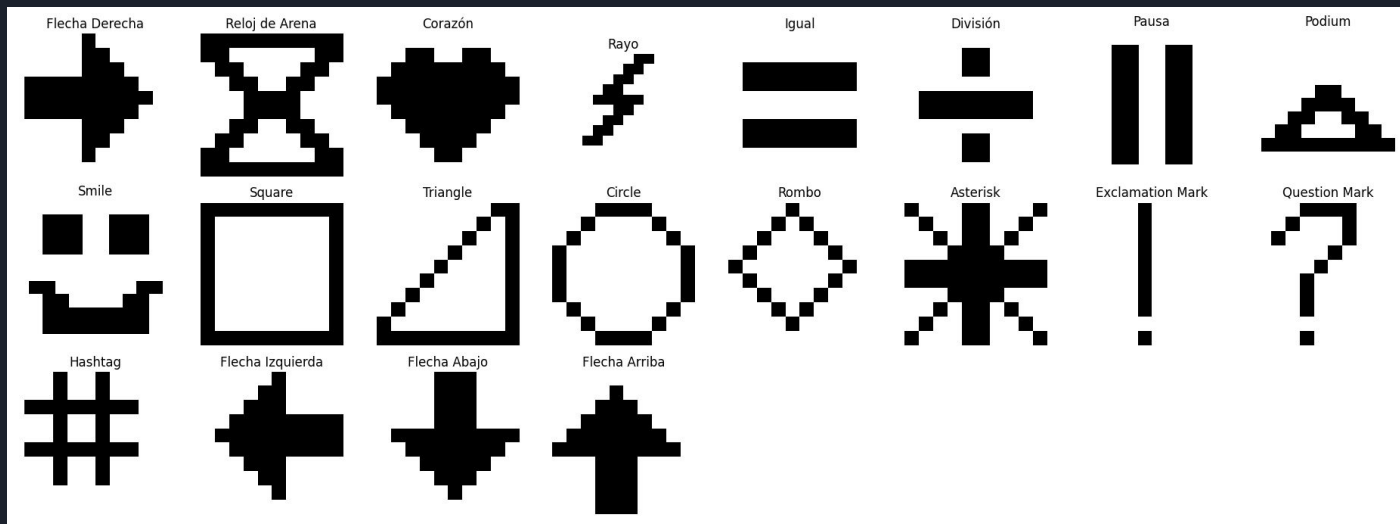 Flecha Derecha
Reloj de Arena
Corazón
Rayo
Igual
División
Pausa
Podium
Smile
Square
Triangle
Circle
Rombo
Asterisk
Exclamation Mark
Question Mark
Hashtag
Flecha Izquierda
Flecha Abajo
Flecha Arriba